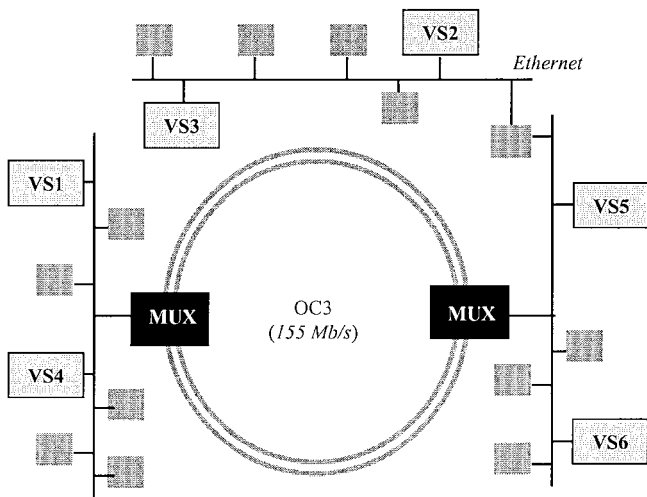 VS2
Ethernet
VS3
VS1
VS5
OC3
(155 Mb/s)
MUX
MUX
VS4
VS6